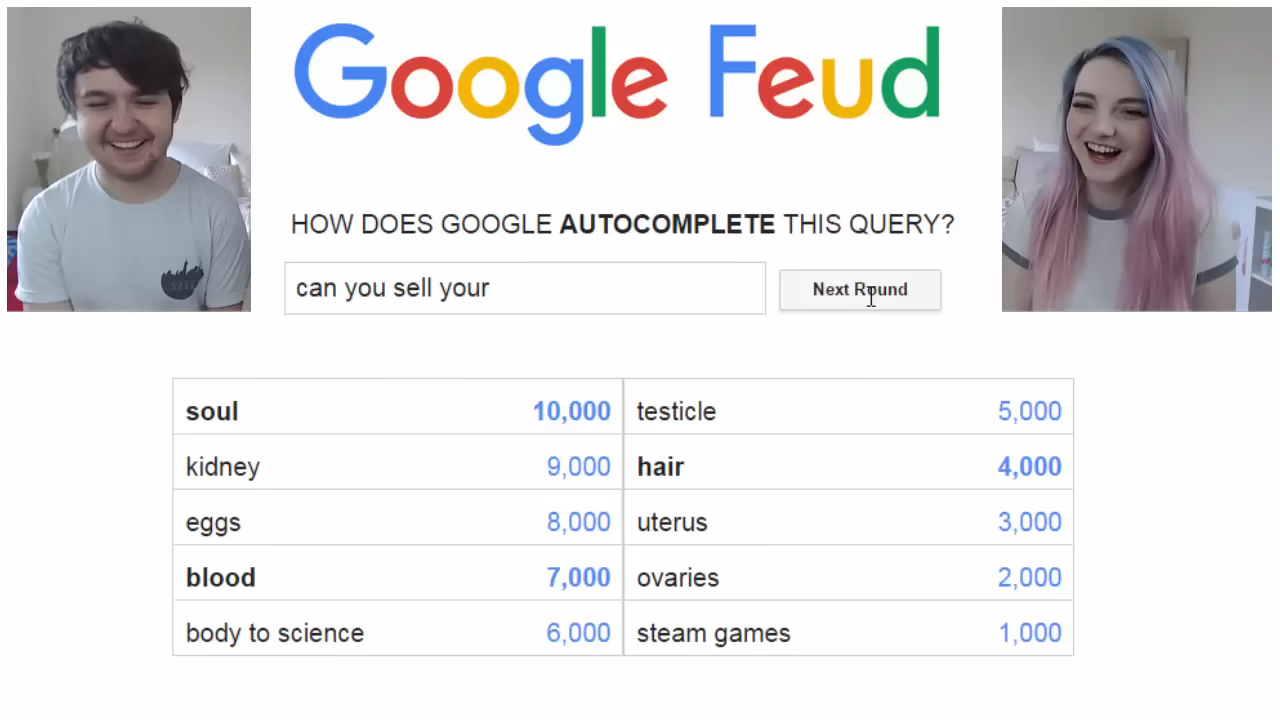 Google Feud
HOW DOES GOOGLE AUTOCOMPLETE THIS QUERY?
can you sell your
Next Round
soul 10,000
kidney 9,000
eggs 8,000
blood 7,000
body to science 6,000
testicle 5,000
hair 4,000
uterus 3,000
ovaries 2,000
steam games 1,000